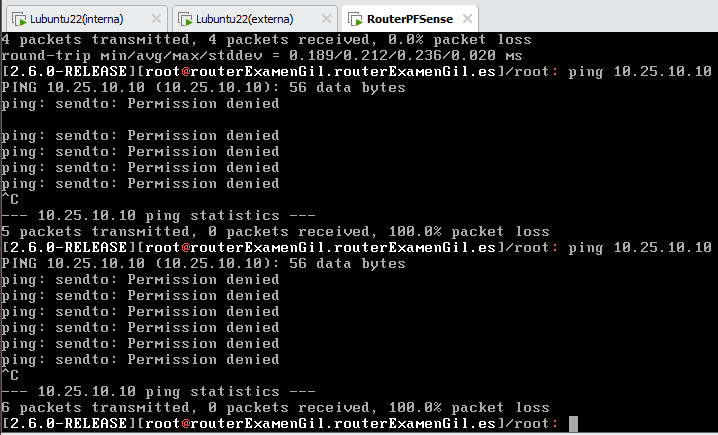 Lubuntu22(interna)
Lubuntu22(externa)
RouterPFSense
4 packets transmitted, 4 packets received, 0.0% packet loss
round-trip min/avg/max/stddev = 0.189/0.212/0.236/0.020 ms
[2.6.0-RELEASE][root@routerExamenGil.routerExamenGil.es]/root: ping 10.25.10.10
PING 10.25.10.10 (10.25.10.10): 56 data bytes
ping: sendto: Permission denied
ping: sendto: Permission denied
ping: sendto: Permission denied
ping: sendto: Permission denied
ping: sendto: Permission denied
^C
--- 10.25.10.10 ping statistics ---
5 packets transmitted, 0 packets received, 100.0% packet loss
[2.6.0-RELEASE][root@routerExamenGil.routerExamenGil.es]/root: ping 10.25.10.10
PING 10.25.10.10 (10.25.10.10): 56 data bytes
ping: sendto: Permission denied
ping: sendto: Permission denied
ping: sendto: Permission denied
ping: sendto: Permission denied
ping: sendto: Permission denied
ping: sendto: Permission denied
^C
--- 10.25.10.10 ping statistics ---
6 packets transmitted, 0 packets received, 100.0% packet loss
[2.6.0-RELEASE][root@routerExamenGil.routerExamenGil.es]/root: